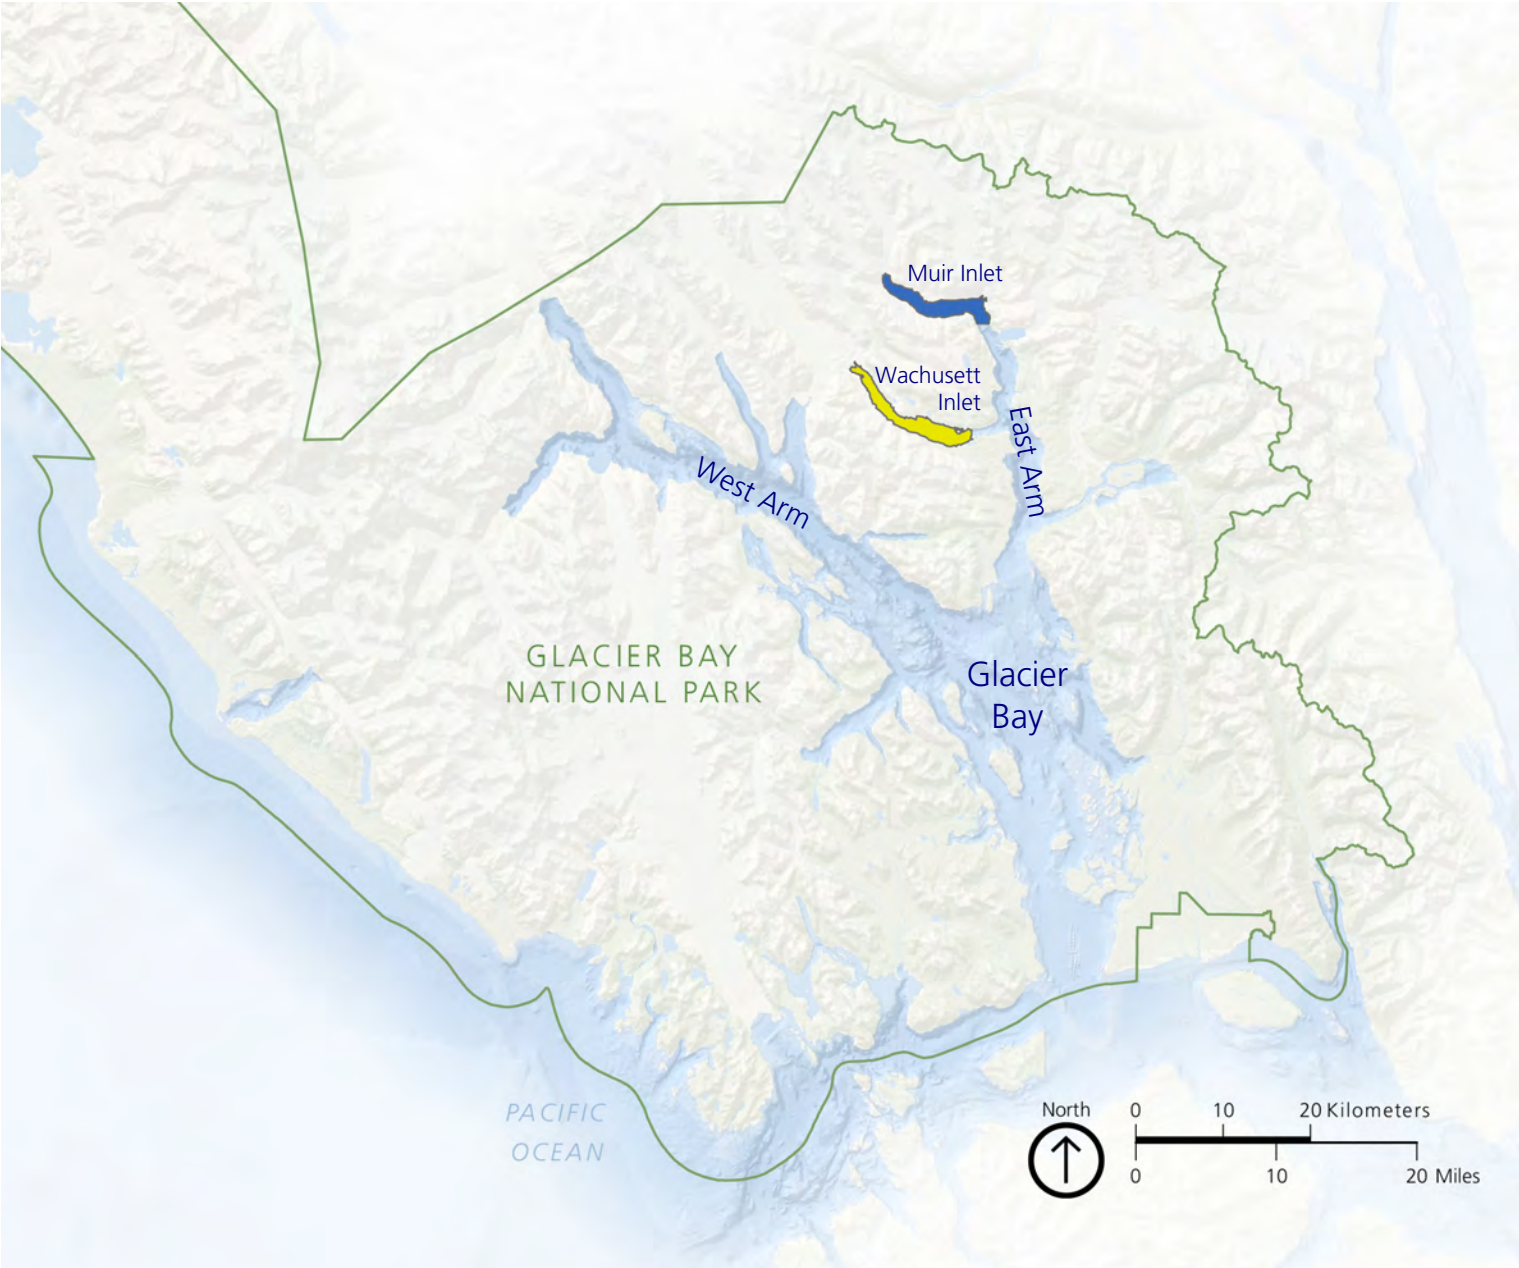 Muir Inlet
Wachusett
Inlet
East Arm
West Arm
GLACIER BAY
NATIONAL PARK
Glacier
Bay
PACIFIC
OCEAN
North
0 10 20 Kilometers
0 10 20 Miles